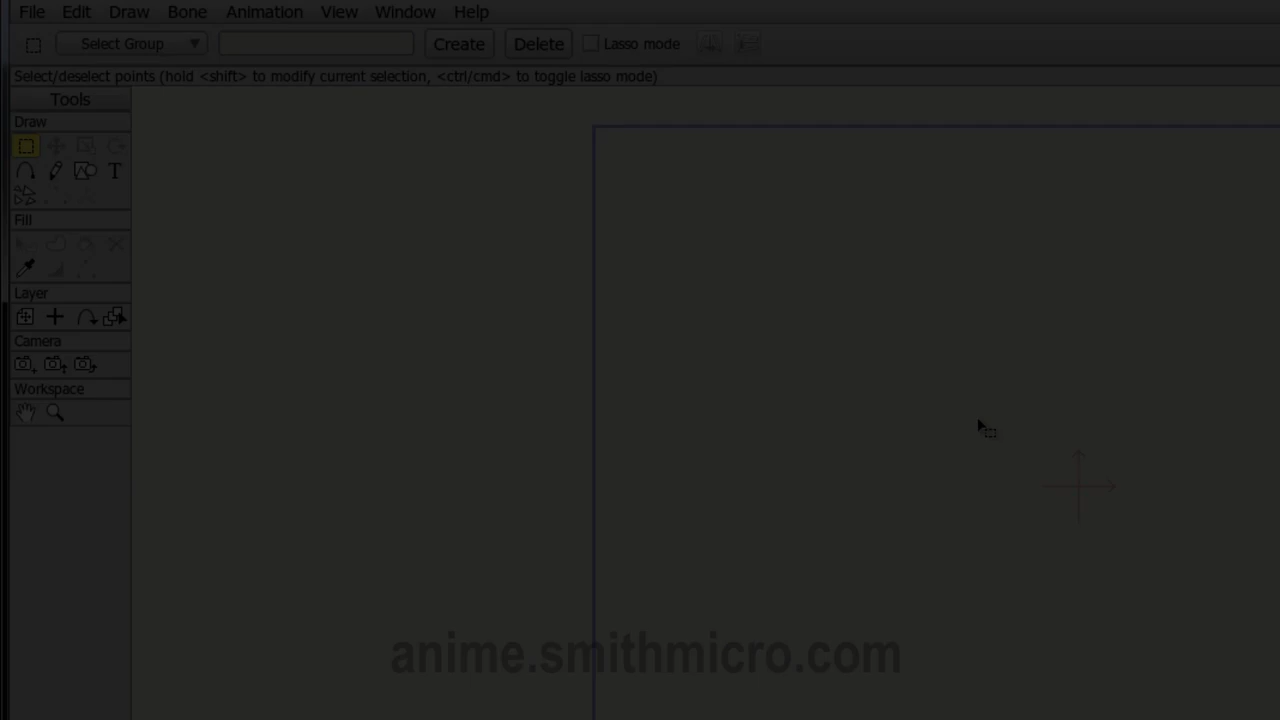 File Edit Draw Bone Animation View Window Help
Select Group Create Delete Lasso mode
Select/deselect points (hold <shift> to modify current selection, <ctrl/cmd> to toggle lasso mode)
Tools
Draw
T
Fill
Layer
Camera
Workspace
anime.smithmicro.com